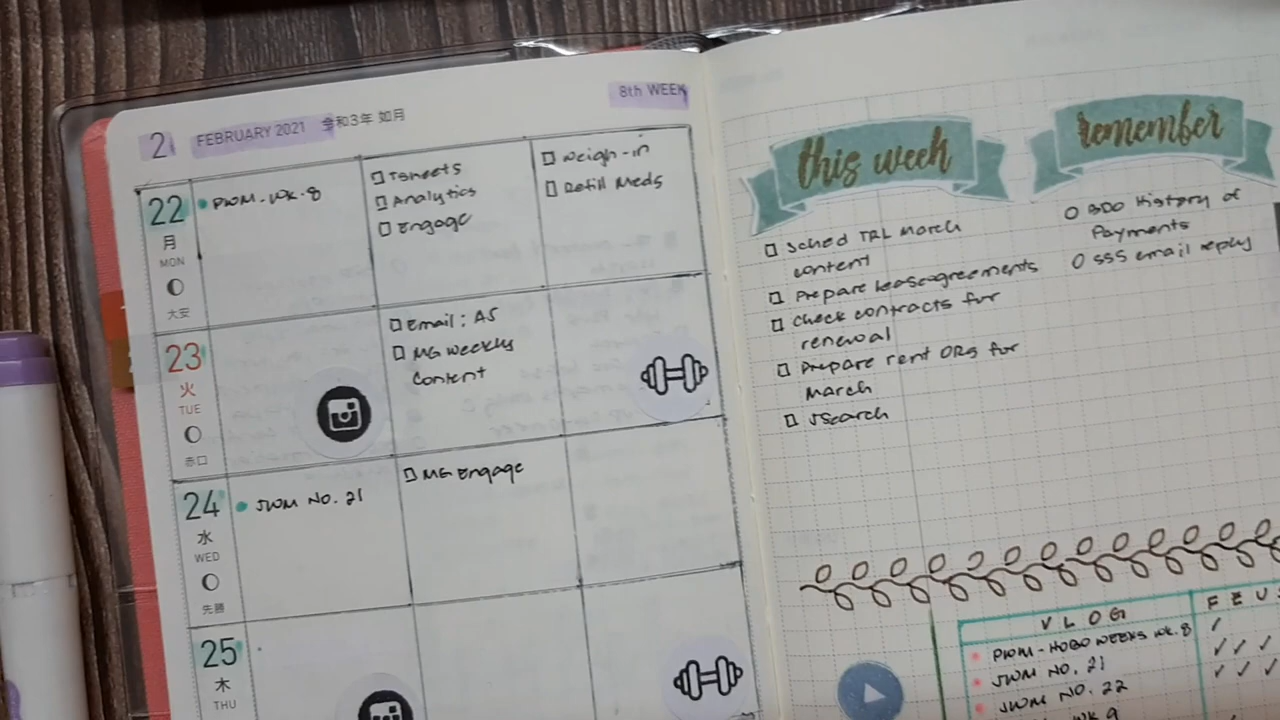 2 FEBRUARY 2021 令和3年 如月
8th WEEK
22
月
MON
大安
PWM. WK. 8
Tsheets
Analytics
Engage
Weigh-in
Refill Meds
23
火
TUE
赤口
Email: AS
MG Weekly
Content
24
水
WED
先勝
JWM NO. 21
MG Engage
25
木
THU
this week
Sched TRL March
content
Prepare lease agreements
Check contracts for
renewal
Prepare rent ORs for
March
remember
BDO History of
Payments
SSS email reply
VLOG
F E U S
PWM - HOBO WEEKS WK. 8
JWM NO. 21
JWM NO. 22
WK 9